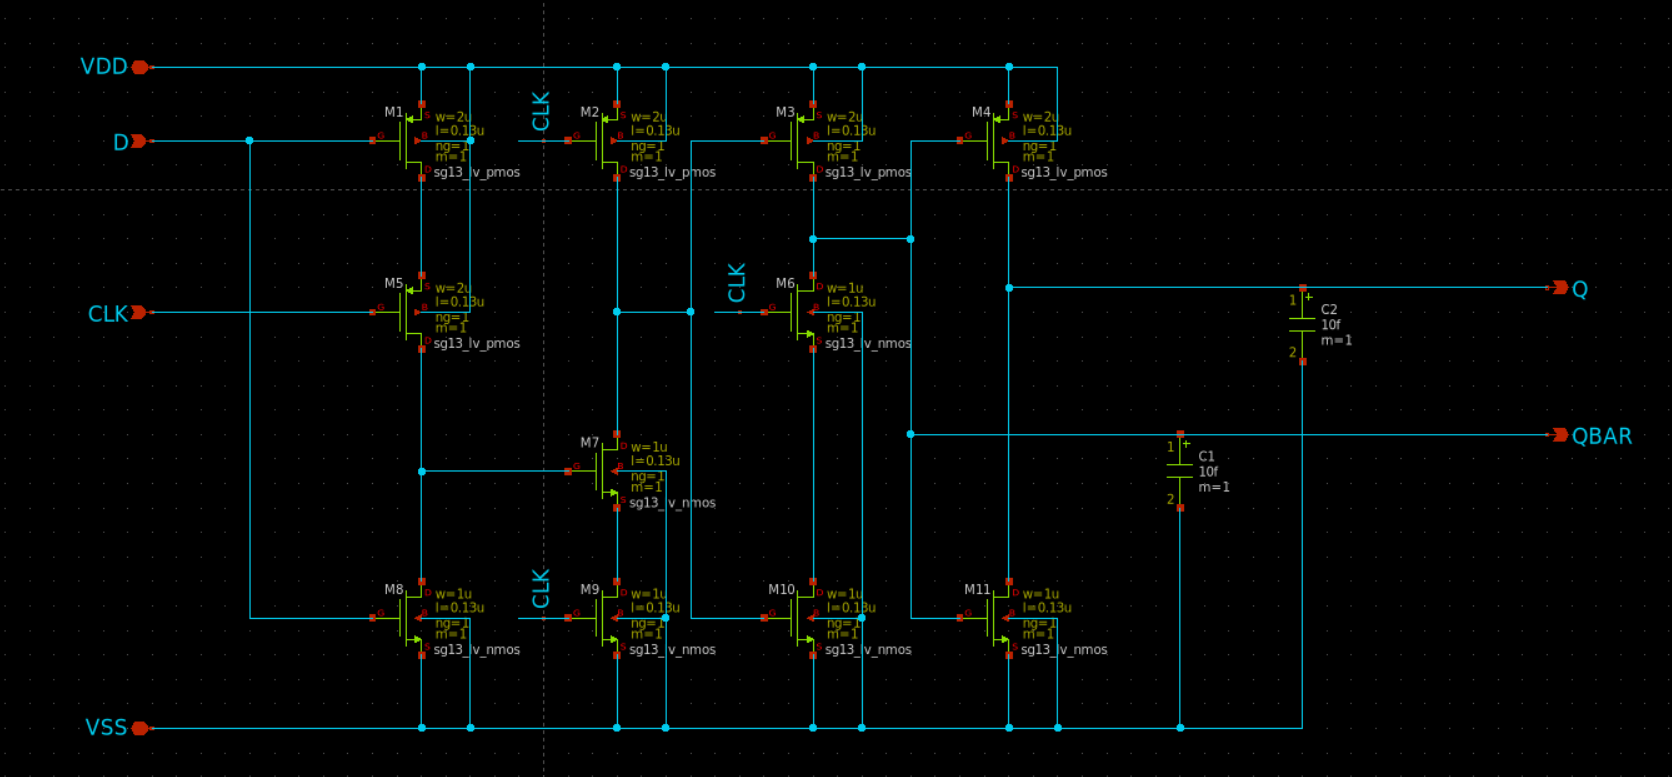 VDD
D
CLK
VSS
M1
w=2u
l=0.13u
ng=1
m=1
sg13_lv_pmos
S
G
B
D
CLK
M2
w=2u
l=0.13u
ng=1
m=1
sg13_lv_pmos
S
G
B
D
M3
w=2u
l=0.13u
ng=1
m=1
sg13_lv_pmos
S
G
B
D
M4
w=2u
l=0.13u
ng=1
m=1
sg13_lv_pmos
S
G
B
D
M5
w=2u
l=0.13u
ng=1
m=1
sg13_lv_pmos
S
G
B
D
CLK
M6
w=1u
l=0.13u
ng=1
m=1
sg13_lv_nmos
D
G
B
S
M7
w=1u
l=0.13u
ng=1
m=1
sg13_lv_nmos
D
G
B
S
M8
w=1u
l=0.13u
ng=1
m=1
sg13_lv_nmos
D
G
B
S
CLK
M9
w=1u
l=0.13u
ng=1
m=1
sg13_lv_nmos
D
G
B
S
M10
w=1u
l=0.13u
ng=1
m=1
sg13_lv_nmos
D
G
B
S
M11
w=1u
l=0.13u
ng=1
m=1
sg13_lv_nmos
D
G
B
S
1
+
2
C2
10f
m=1
1
+
2
C1
10f
m=1
Q
QBAR